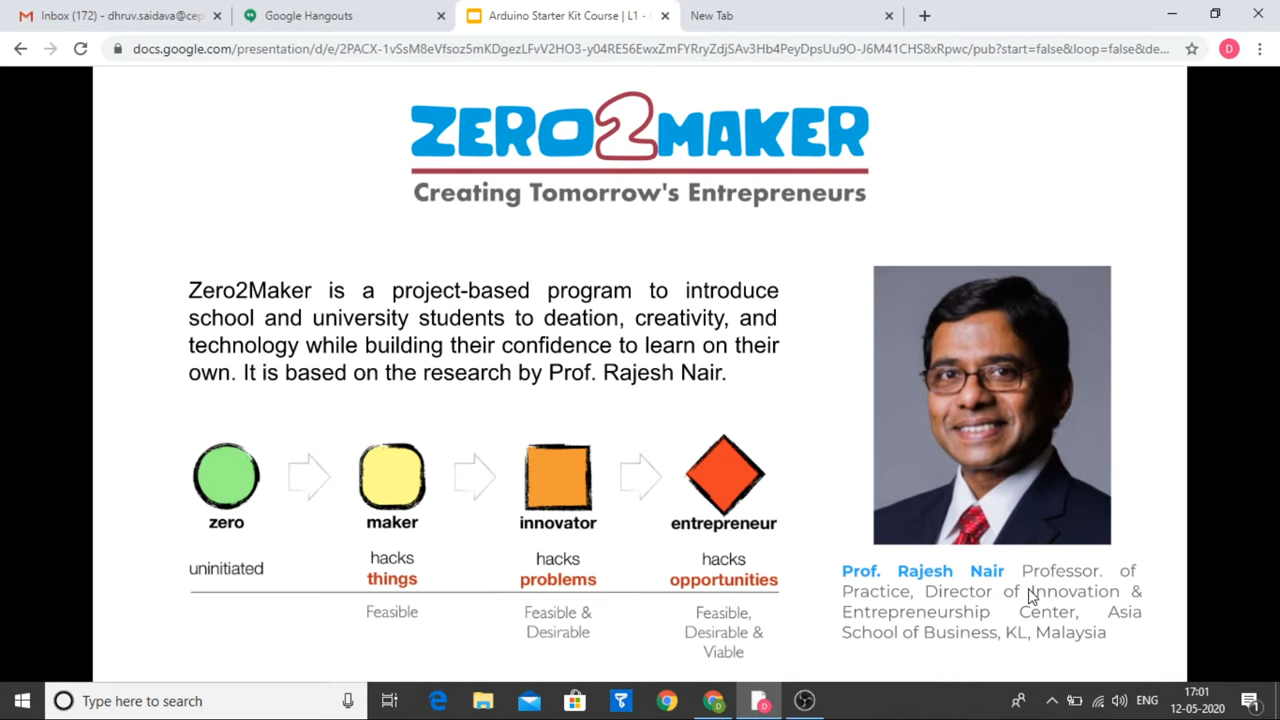 Inbox (172) - dhruv.saidava@cep
Google Hangouts
Arduino Starter Kit Course | L1 -
New Tab
docs.google.com/presentation/d/e/2PACX-1vSsM8eVfsoz5mKDgezLFvV2HO3-y04RE56EwxZmFYRryZdjSAv3Hb4PeyDpsUu9O-J6M41CHS8xRpwc/pub?start=false&loop=false&de...
D
ZERO2MAKER
Creating Tomorrow's Entrepreneurs
Zero2Maker is a project-based program to introduce
school and university students to deation, creativity, and
technology while building their confidence to learn on their
own. It is based on the research by Prof. Rajesh Nair.
zero maker innovator entrepreneur
uninitiated
hacks hacks hacks
things problems opportunities
Feasible Feasible & Feasible,
Desirable Desirable &
Viable
Prof. Rajesh Nair Professor. of
Practice, Director of Innovation &
Entrepreneurship Center, Asia
School of Business, KL, Malaysia
Type here to search
ENG
17:01
12-05-2020